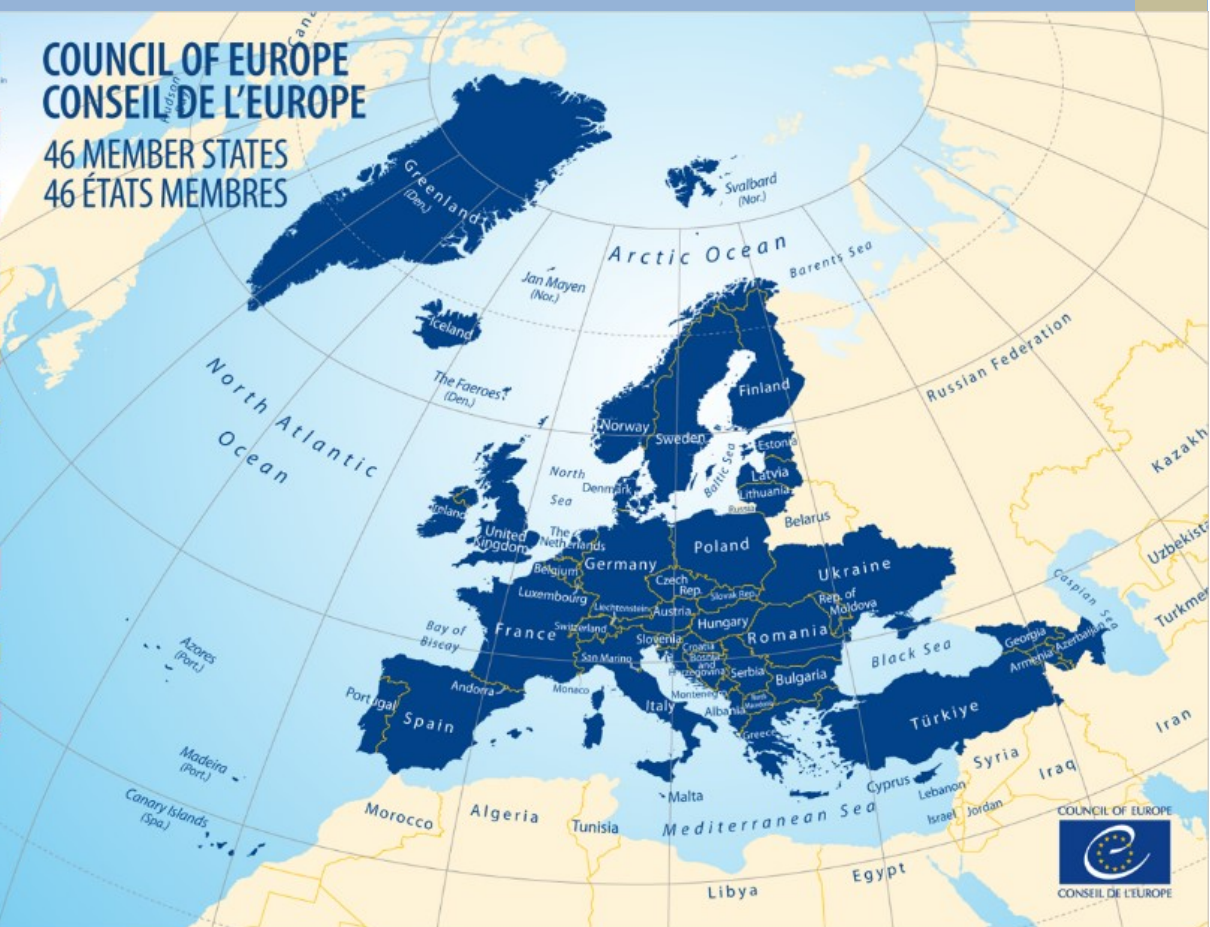 COUNCIL OF EUROPE
CONSEIL DE L'EUROPE
46 MEMBER STATES
46 ÉTATS MEMBRES
Greenland
(Den.)
Svalbard
(Nor.)
Arctic Ocean
Barents Sea
Jan Mayen
(Nor.)
Iceland
The Faeroes
(Den.)
North Atlantic
Ocean
Russian Federation
Finland
Norway
Sweden
Estonia
Baltic Sea
Latvia
Lithuania
Russia
North
Sea
Denmark
Belarus
Ireland
United
Kingdom
The
Netherlands
Belgium
Germany
Poland
Ukraine
Kazakh
Uzbekista
Turkmen
Caspian Sea
Luxembourg
Czech
Rep.
Slovak Rep.
Rep. of
Moldova
Liechtenstein
Austria
Hungary
Switzerland
France
Bay of
Biscay
Slovenia
Croatia
Romania
San Marino
Bosnia
and
Herzegovina
Serbia
Bulgaria
Black Sea
Georgia
Armenia
Azerbaijan
Azores
(Port.)
Portugal
Spain
Andorra
Monaco
Italy
Montenegro
Albania
North
Macedonia
Greece
Türkiye
Iran
Madeira
(Port.)
Canary Islands
(Spa.)
Malta
Cyprus
Syria
Lebanon
Iraq
Israel
Jordan
Morocco
Algeria
Tunisia
Mediterranean Sea
Libya
Egypt
COUNCIL OF EUROPE
CONSEIL DE L'EUROPE